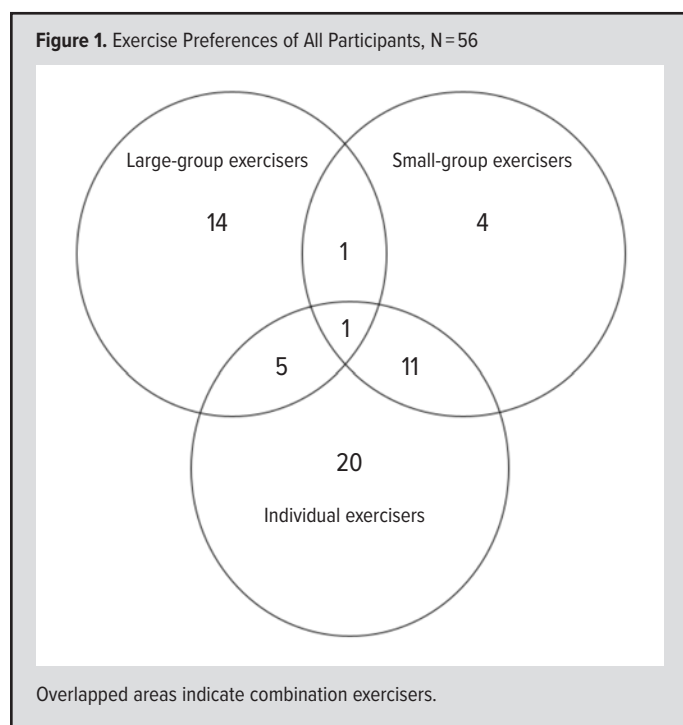 Figure 1. Exercise Preferences of All Participants, N=56
Large-group exercisers
Small-group exercisers
14
4
1
1
5
11
20
Individual exercisers
Overlapped areas indicate combination exercisers.